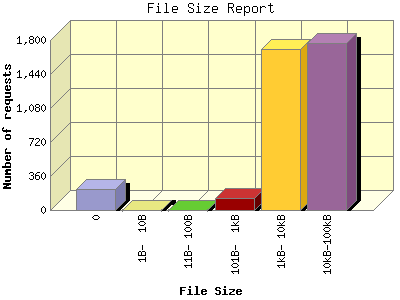 File Size Report
1,800
1,440
1,080
720
360
0
Number of requests
0
1B- 10B
11B- 100B
101B- 1kB
1kB- 10kB
10kB-100kB
File Size